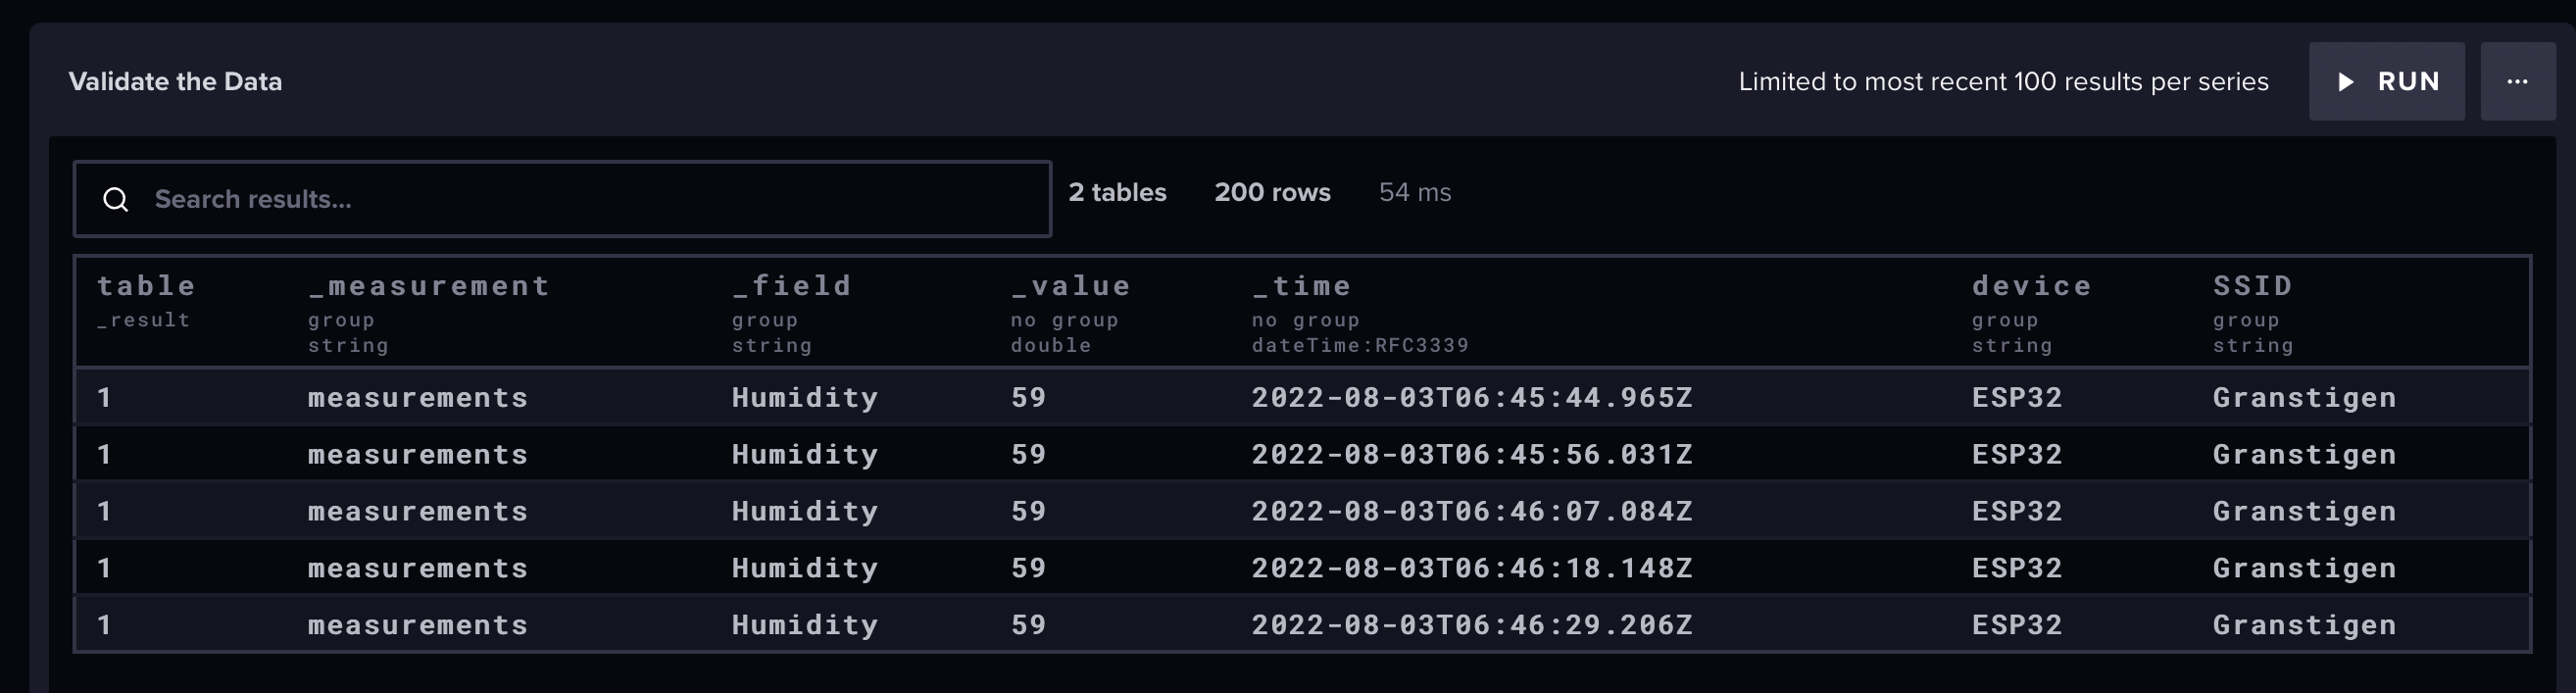 Validate the Data Limited to most recent 100 results per series RUN ...
Search results... 2 tables 200 rows 54 ms
table _measurement _field _value _time device SSID
_result group group no group no group group group
string string double dateTime:RFC3339 string string
1 measurements Humidity 59 2022-08-03T06:45:44.965Z ESP32 Granstigen
1 measurements Humidity 59 2022-08-03T06:45:56.031Z ESP32 Granstigen
1 measurements Humidity 59 2022-08-03T06:46:07.084Z ESP32 Granstigen
1 measurements Humidity 59 2022-08-03T06:46:18.148Z ESP32 Granstigen
1 measurements Humidity 59 2022-08-03T06:46:29.206Z ESP32 Granstigen